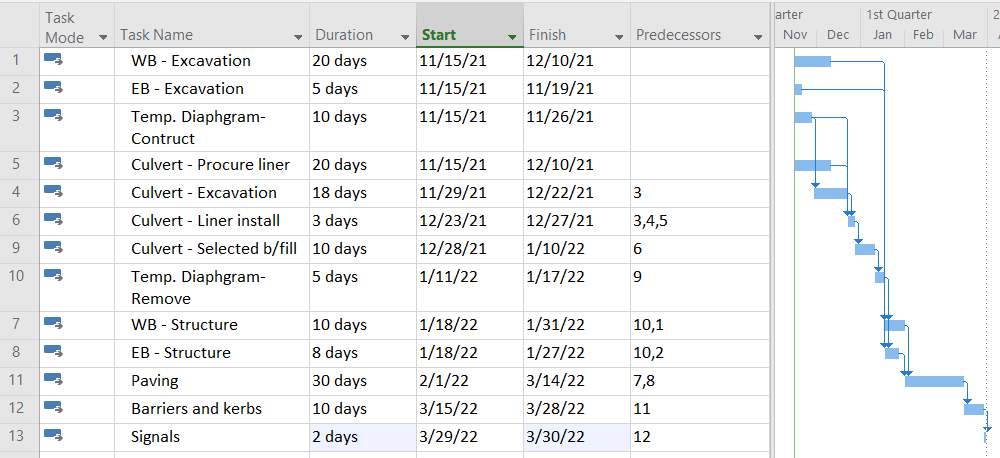 Task Mode Task Name Duration Start Finish Predecessors
arter 1st Quarter 2
Nov Dec Jan Feb Mar
1 WB - Excavation 20 days 11/15/21 12/10/21
2 EB - Excavation 5 days 11/15/21 11/19/21
3 Temp. Diaphgram- 10 days 11/15/21 11/26/21
Contruct
5 Culvert - Procure liner 20 days 11/15/21 12/10/21
4 Culvert - Excavation 18 days 11/29/21 12/22/21 3
6 Culvert - Liner install 3 days 12/23/21 12/27/21 3,4,5
9 Culvert - Selected b/fill 10 days 12/28/21 1/10/22 6
10 Temp. Diaphgram- 5 days 1/11/22 1/17/22 9
Remove
7 WB - Structure 10 days 1/18/22 1/31/22 10,1
8 EB - Structure 8 days 1/18/22 1/27/22 10,2
11 Paving 30 days 2/1/22 3/14/22 7,8
12 Barriers and kerbs 10 days 3/15/22 3/28/22 11
13 Signals 2 days 3/29/22 3/30/22 12